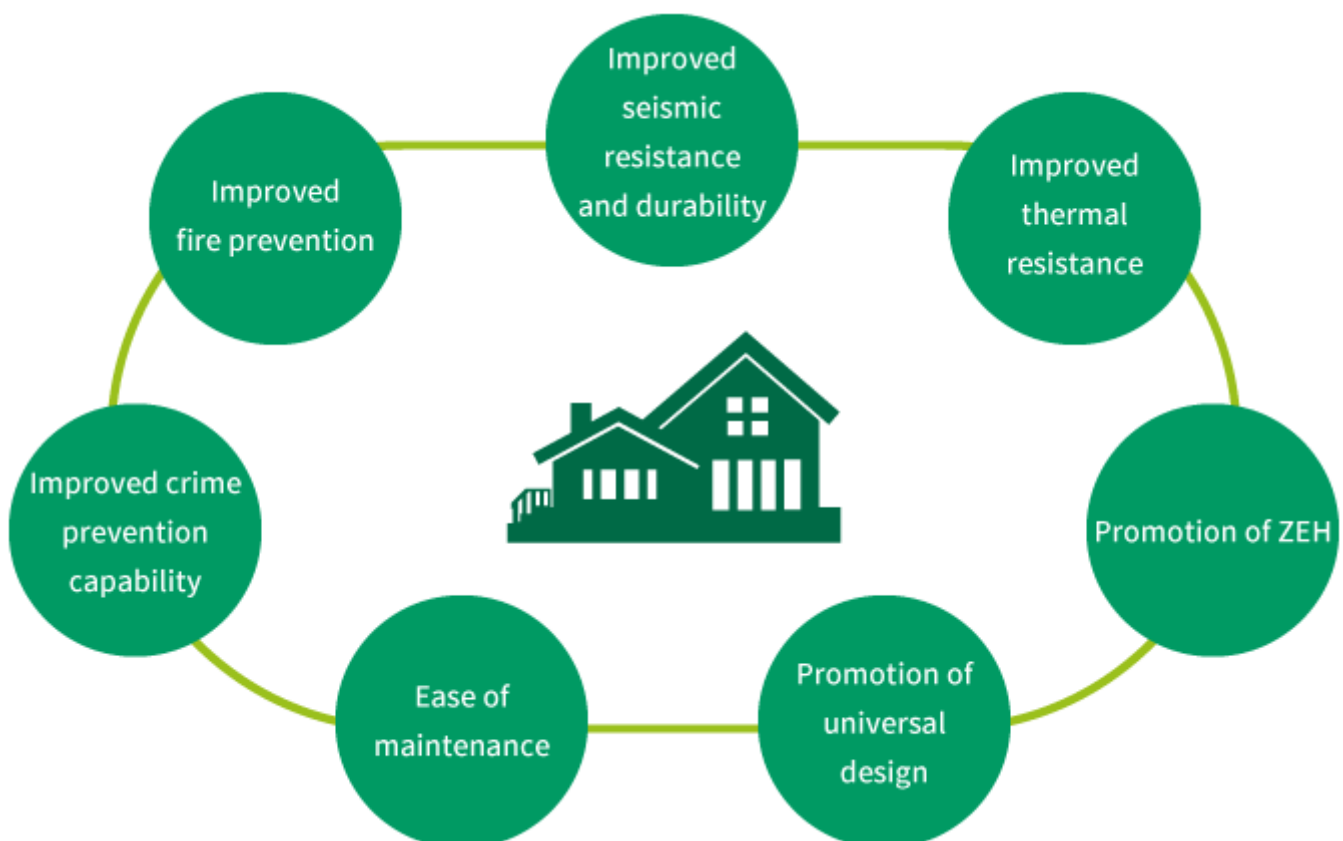 Improved
seismic
resistance
and durability
Improved
thermal
resistance
Promotion of ZEH
Promotion of
universal
design
Ease of
maintenance
Improved crime
prevention
capability
Improved
fire prevention